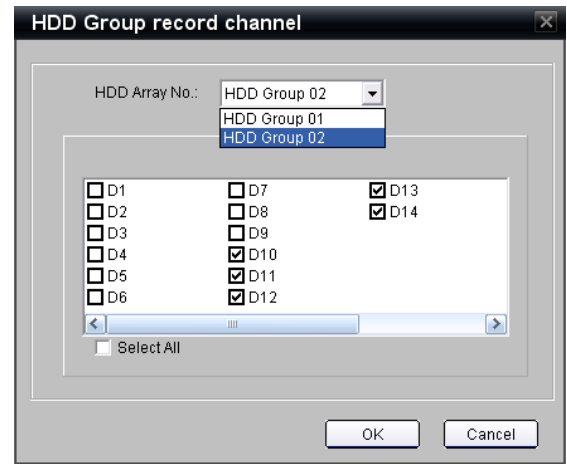 HDD Group record channel
HDD Array No.: HDD Group 02
HDD Group 01
HDD Group 02
D1 D7 D13
D2 D8 D14
D3 D9
D4 D10
D5 D11
D6 D12
Select All
OK Cancel